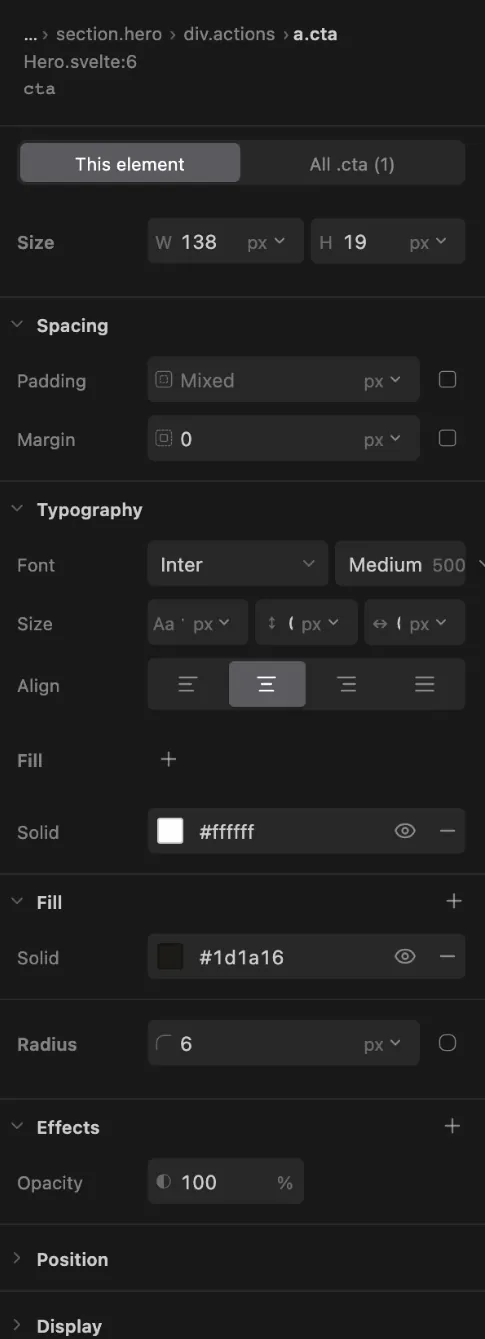 ... › section.hero › div.actions › a.cta
Hero.svelte:6
cta
This element All .cta (1)
Size W 138 px H 19 px
Spacing
Padding Mixed px
Margin 0 px
Typography
Font Inter Medium 500
Size Aa px px px
Align
Fill +
Solid #ffffff
Fill +
Solid #1d1a16
Radius 6 px
Effects +
Opacity 100 %
Position
Display